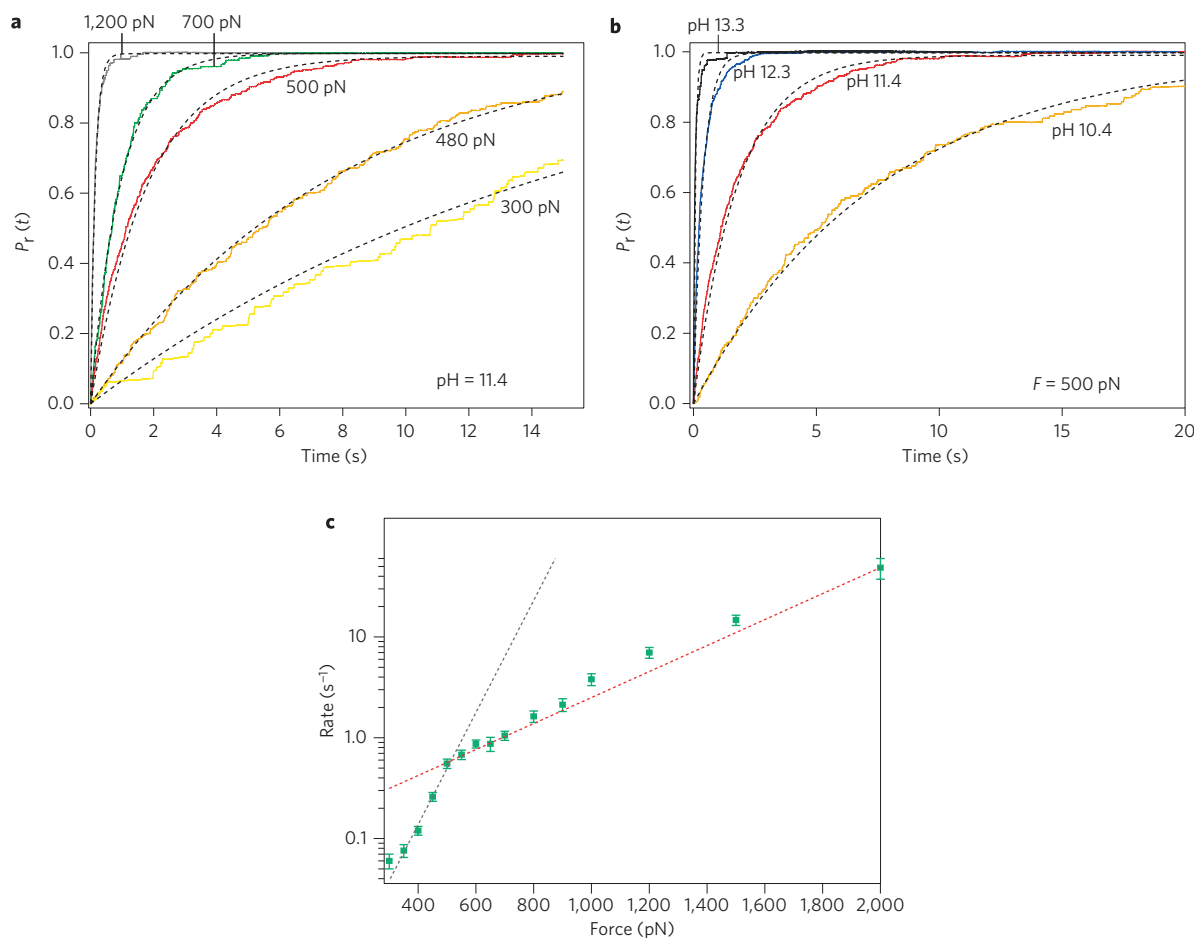 a
1,200 pN 700 pN
1.0
0.8
0.6
0.4
0.2
0.0
Pr (t)
500 pN
480 pN
300 pN
pH = 11.4
0 2 4 6 8 10 12 14
Time (s)
b
pH 13.3
1.0
0.8
0.6
0.4
0.2
0.0
Pr (t)
pH 12.3
pH 11.4
pH 10.4
F = 500 pN
0 5 10 15 20
Time (s)
c
10
1.0
0.1
Rate (s⁻¹)
400 600 800 1,000 1,200 1,400 1,600 1,800 2,000
Force (pN)